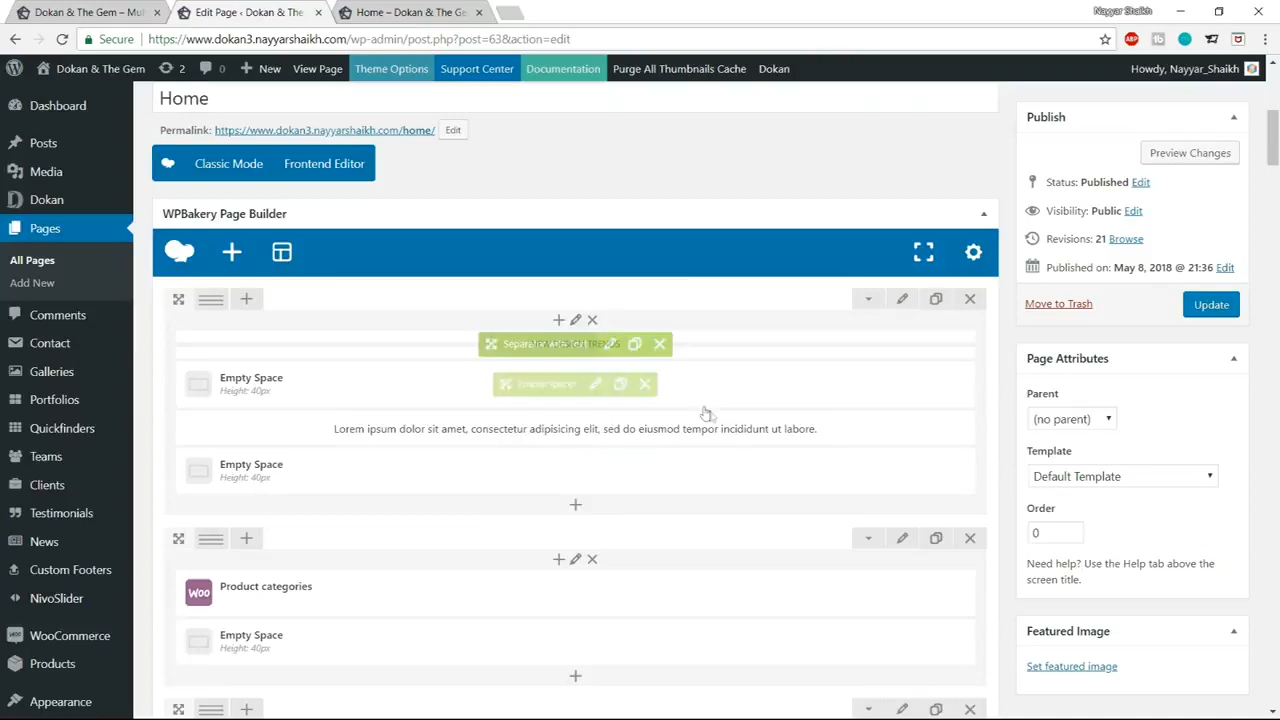 Dokan & The Gem – Mul
Edit Page ‹ Dokan & The
Home – Dokan & The Ge
Nayyar Shaikh
Secure
https://www.dokan3.nayyarshaikh.com/wp-admin/post.php?post=63&action=edit
ABP
Dokan & The Gem
2
0
New
View Page
Theme Options
Support Center
Documentation
Purge All Thumbnails Cache
Dokan
Howdy, Nayyar_Shaikh
Dashboard
Posts
Media
Dokan
Pages
All Pages
Add New
Comments
Contact
Galleries
Portfolios
Quickfinders
Teams
Clients
Testimonials
News
Custom Footers
NivoSlider
WooCommerce
Products
Appearance
Home
Permalink: https://www.dokan3.nayyarshaikh.com/home/ Edit
Classic Mode
Frontend Editor
WPBakery Page Builder
Empty Space
Height: 40px
Lorem ipsum dolor sit amet, consectetur adipisicing elit, sed do eiusmod tempor incididunt ut labore.
Empty Space
Height: 40px
WOO
Product categories
Empty Space
Height: 40px
Publish
Preview Changes
Status: Published Edit
Visibility: Public Edit
Revisions: 21 Browse
Published on: May 8, 2018 @ 21:36 Edit
Move to Trash
Update
Page Attributes
Parent
(no parent)
Template
Default Template
Order
0
Need help? Use the Help tab above the
screen title.
Featured Image
Set featured image